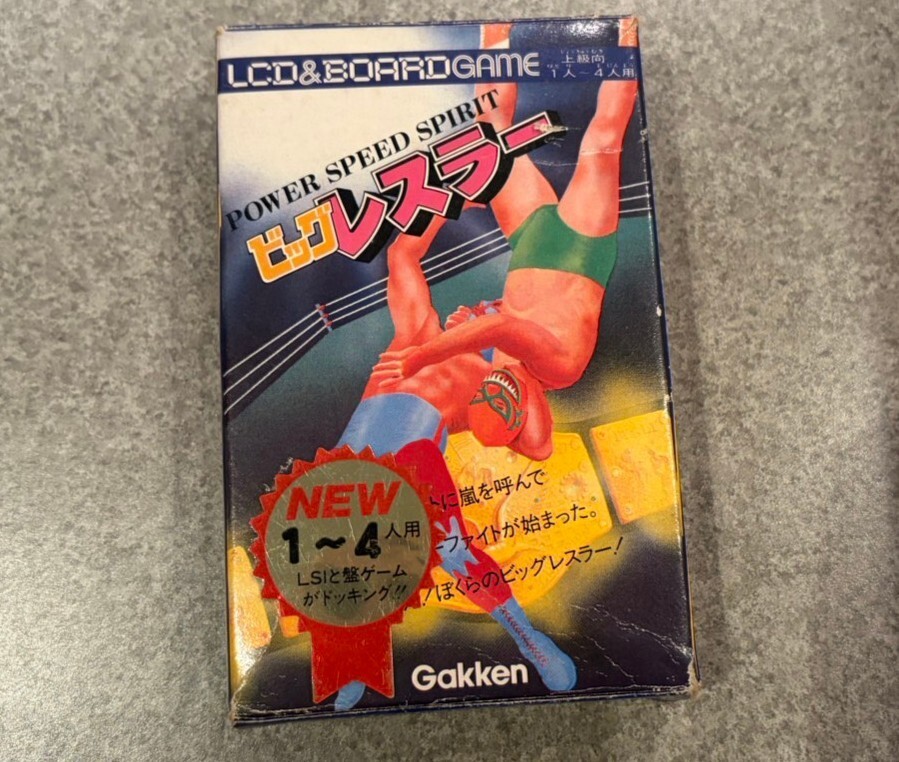 LCD&BOARDGAME
上級向
1人～4人用
POWER SPEED SPIRIT
ビッグレスラー
トに嵐を呼んで
ーファイトが始まった。
!ぼくらのビッグレスラー!
NEW
1～4人用
LSIと盤ゲーム
がドッキング!!
Gakken